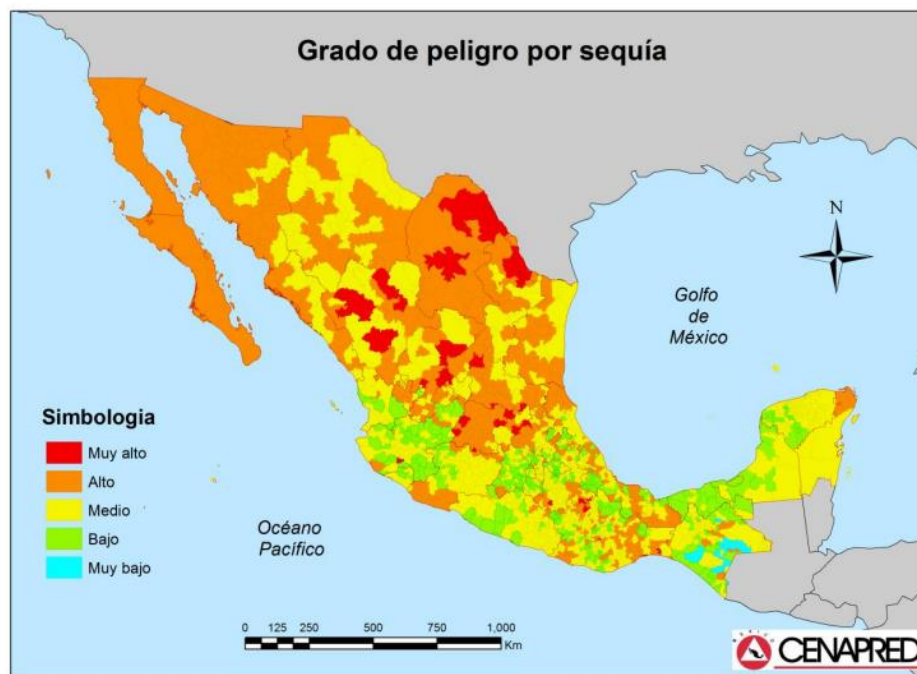 Grado de peligro por sequía
N
Golfo
de
México
Simbologia
Muy alto
Alto
Medio
Bajo
Muy bajo
Océano
Pacífico
0 125 250 500 750 1,000
Km
MÉXICO
CENAPRED